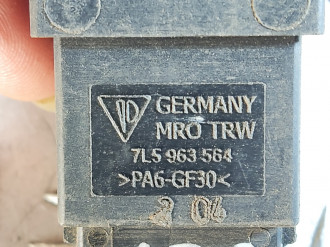 GERMANY
MRO TRW
7L5 963 564
>PA6-GF30<
2 04